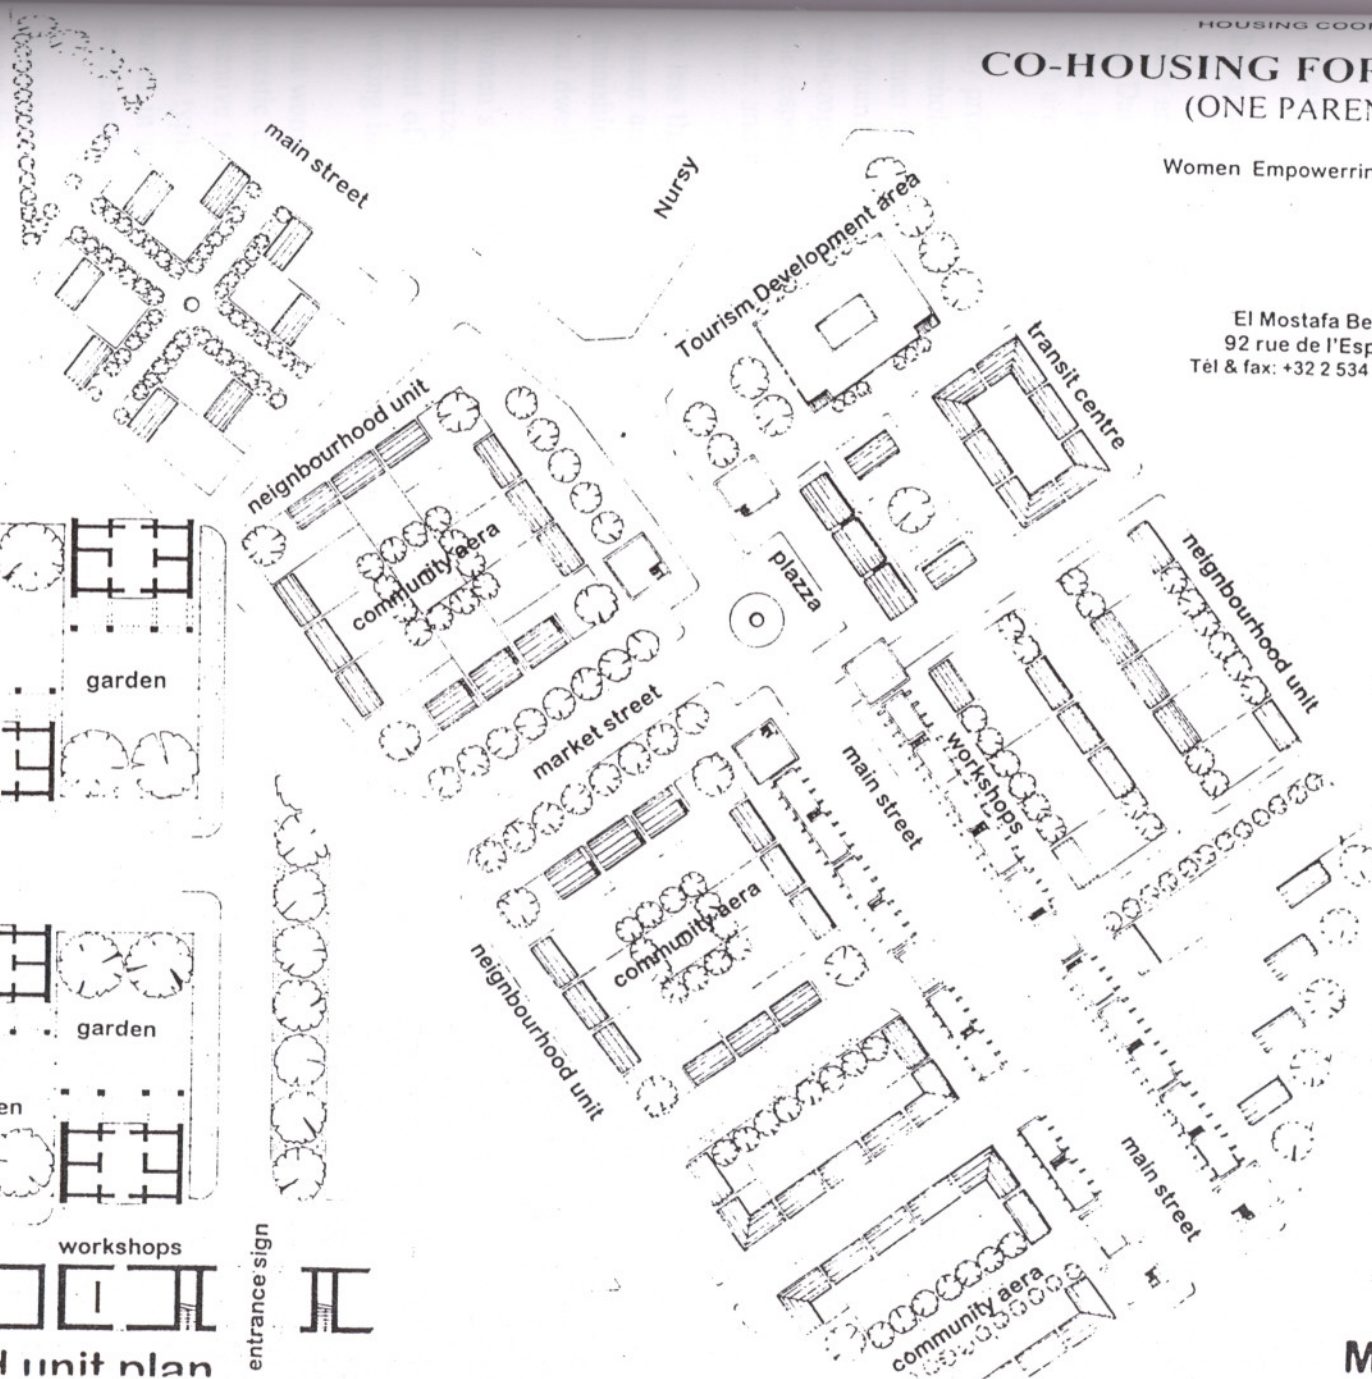 HOUSING COO
CO-HOUSING FOR
(ONE PAREN
Women Empowerrin
El Mostafa Be
92 rue de l'Esp
Tél & fax: +32 2 534
main street
Nursy
Tourism Development area
transit centre
neignbourhood unit
community aera
plazza
neignbourhood unit
garden
market street
main street
workshops
community aera
neignbourhood unit
garden
en
main street
workshops
entrance sign
community aera
d unit plan
M